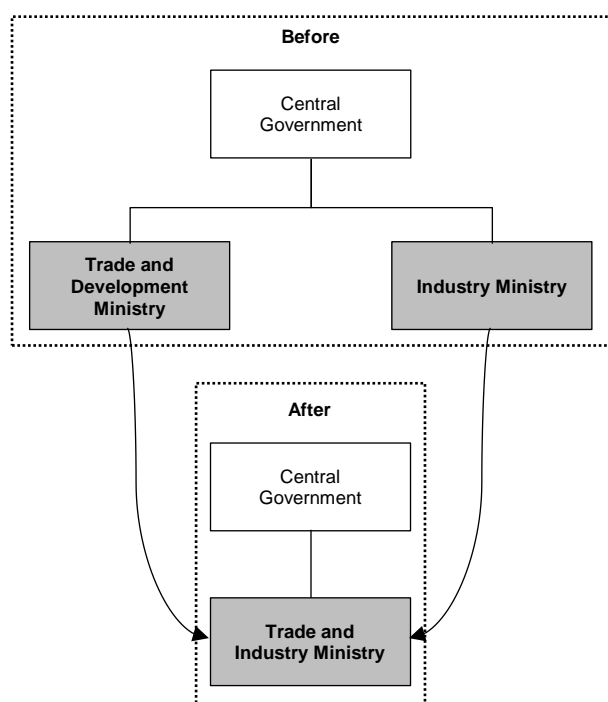 Before
Central
Government
Trade and
Development
Ministry
Industry Ministry
After
Central
Government
Trade and
Industry Ministry